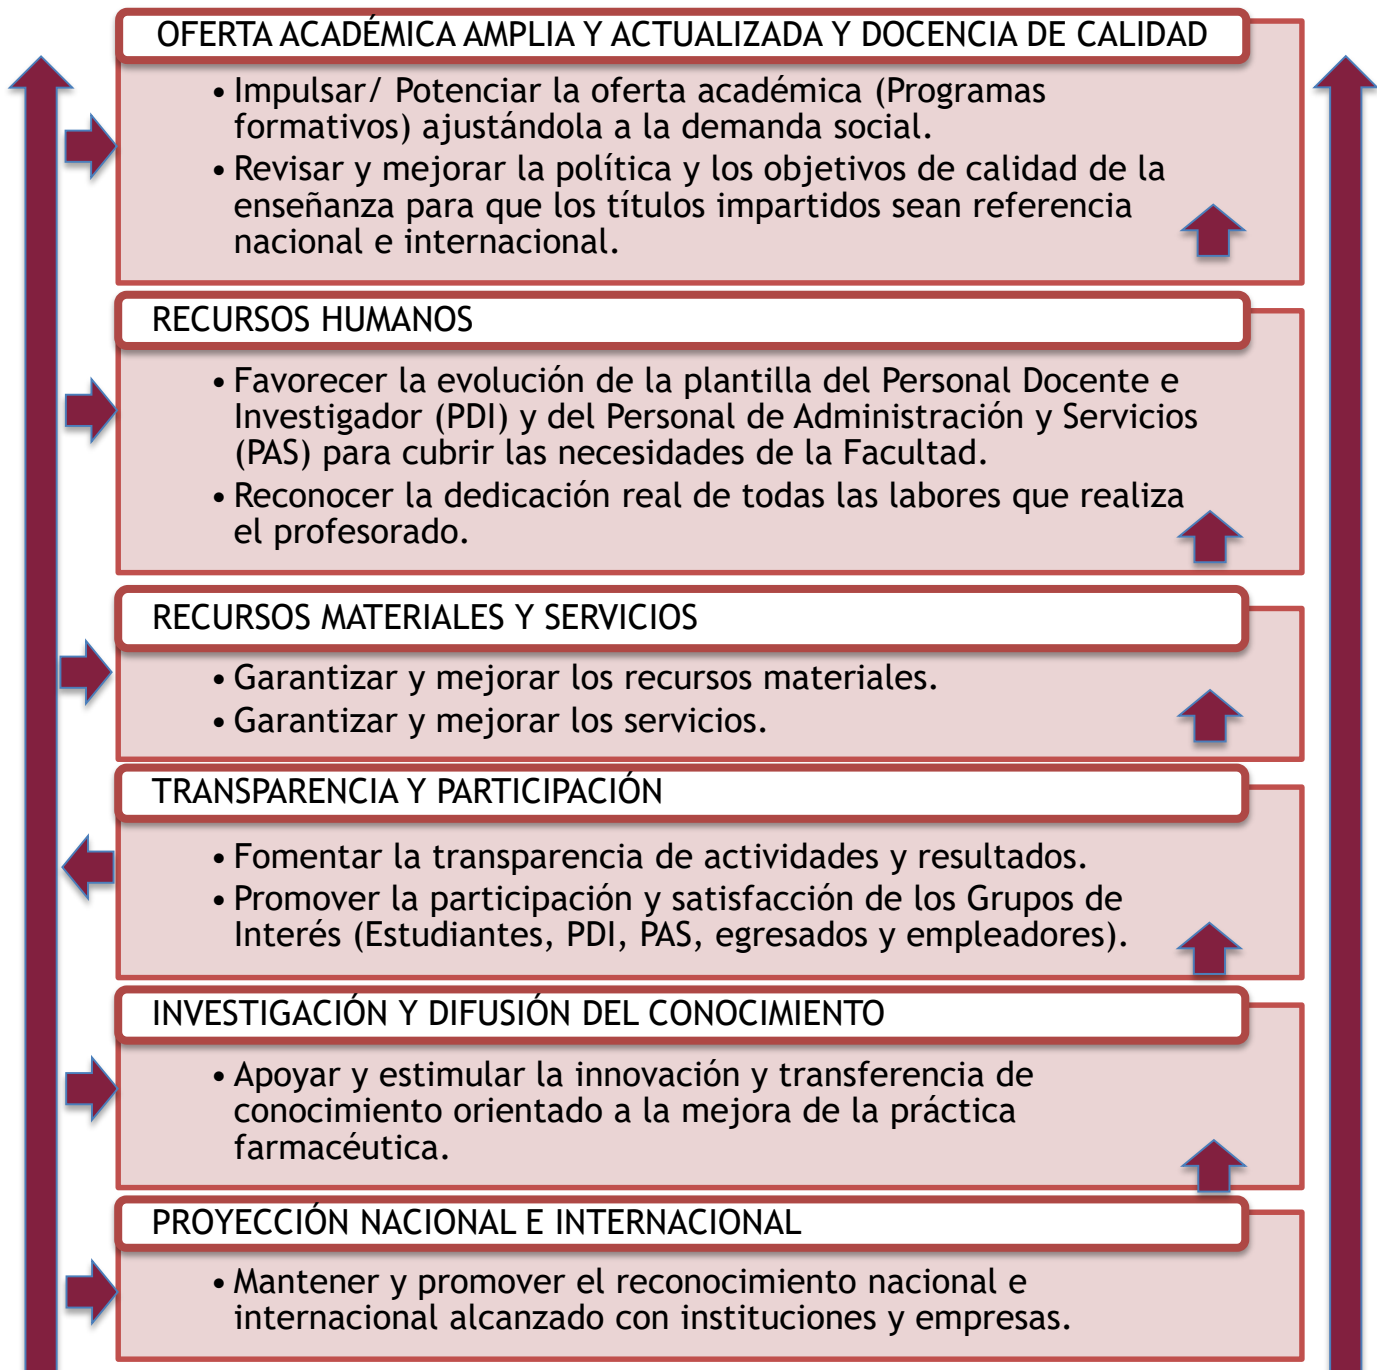 OFERTA ACADÉMICA AMPLIA Y ACTUALIZADA Y DOCENCIA DE CALIDAD
• Impulsar/ Potenciar la oferta académica (Programas
formativos) ajustándola a la demanda social.
• Revisar y mejorar la política y los objetivos de calidad de la
enseñanza para que los títulos impartidos sean referencia
nacional e internacional.
RECURSOS HUMANOS
• Favorecer la evolución de la plantilla del Personal Docente e
Investigador (PDI) y del Personal de Administración y Servicios
(PAS) para cubrir las necesidades de la Facultad.
• Reconocer la dedicación real de todas las labores que realiza
el profesorado.
RECURSOS MATERIALES Y SERVICIOS
• Garantizar y mejorar los recursos materiales.
• Garantizar y mejorar los servicios.
TRANSPARENCIA Y PARTICIPACIÓN
• Fomentar la transparencia de actividades y resultados.
• Promover la participación y satisfacción de los Grupos de
Interés (Estudiantes, PDI, PAS, egresados y empleadores).
INVESTIGACIÓN Y DIFUSIÓN DEL CONOCIMIENTO
• Apoyar y estimular la innovación y transferencia de
conocimiento orientado a la mejora de la práctica
farmacéutica.
PROYECCIÓN NACIONAL E INTERNACIONAL
• Mantener y promover el reconocimiento nacional e
internacional alcanzado con instituciones y empresas.